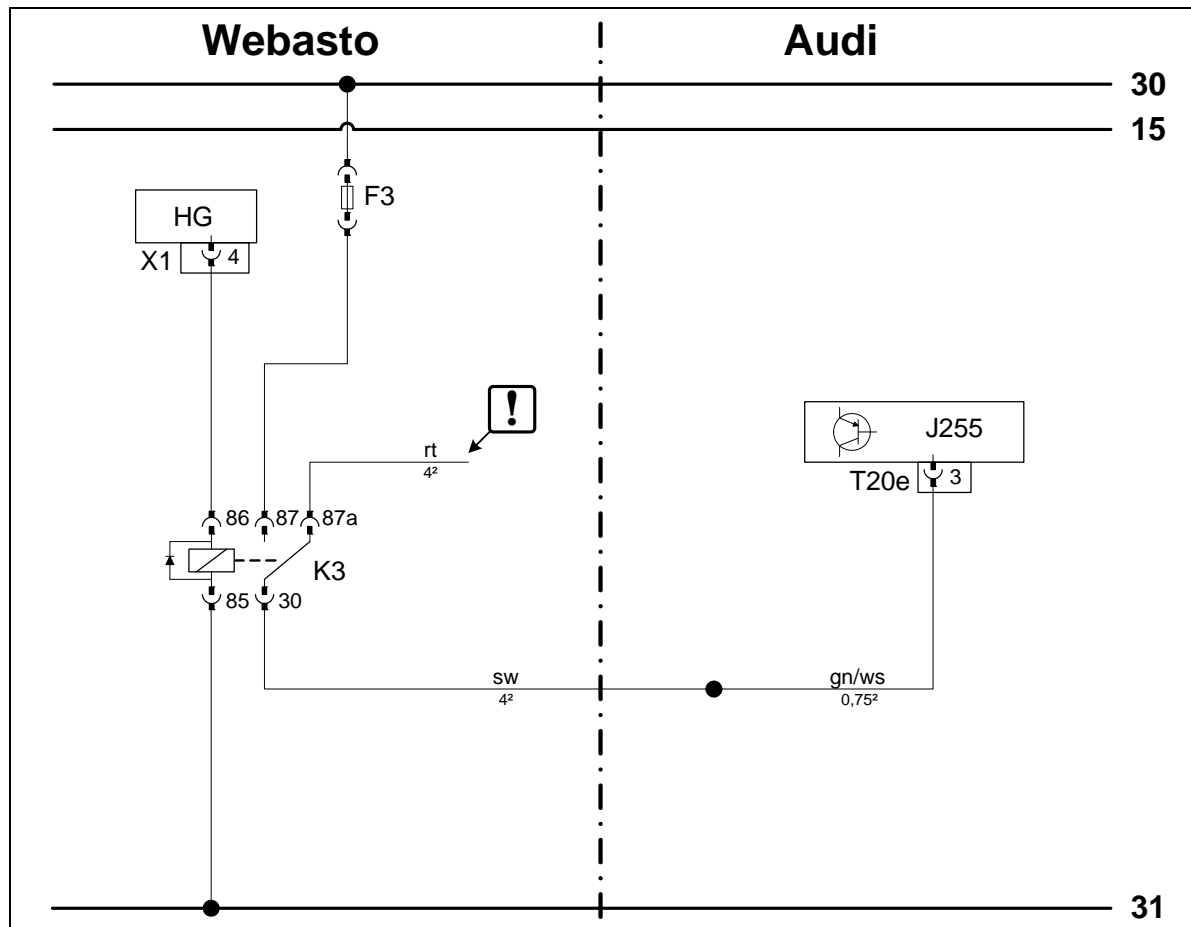 Webasto
Audi
30
15
F3
HG
X1 4
!
rt
4²
J255
T20e 3
86 87 87a
K3
85 30
sw
4²
gn/ws
0,75²
31